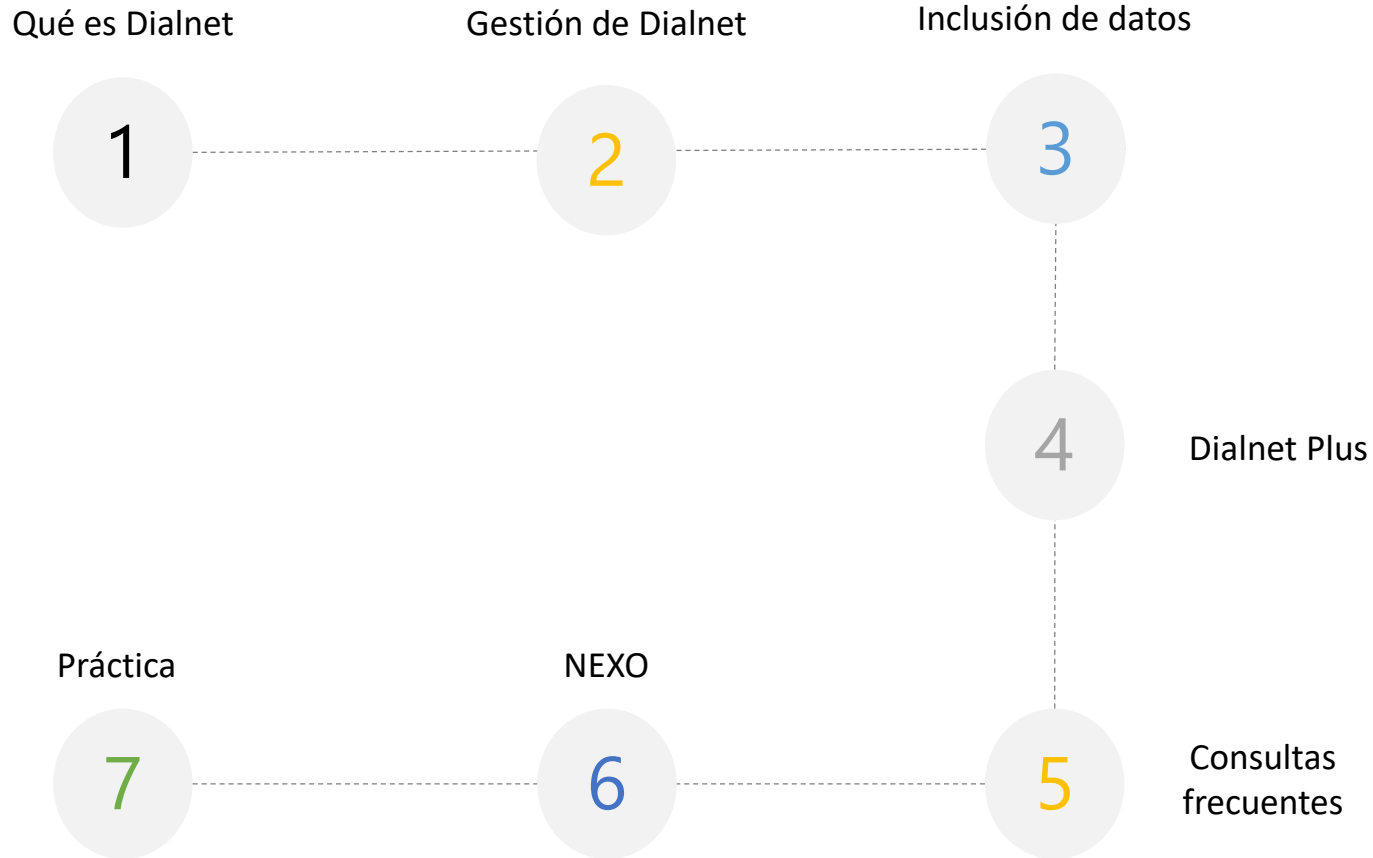 Qué es Dialnet
1
Gestión de Dialnet
2
Inclusión de datos
3
4
Dialnet Plus
5
Consultas
frecuentes
NEXO
6
Práctica
7